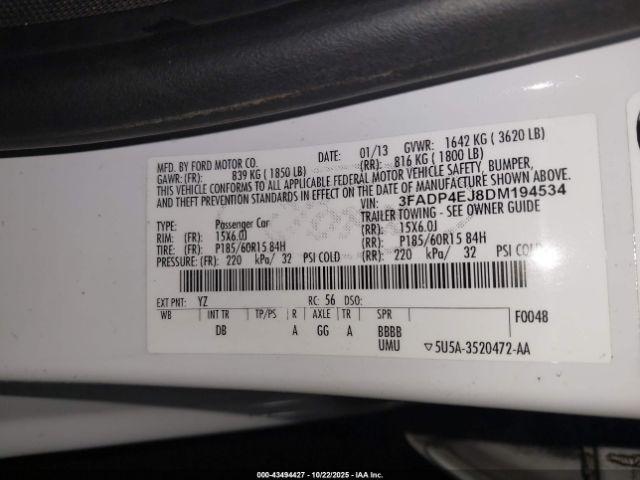 MFD. BY FORD MOTOR CO. DATE: 01/13 GVWR: 1642 KG ( 3620 LB)
GAWR: (FR): 839 KG ( 1850 LB) (RR): 816 KG ( 1800 LB)
THIS VEHICLE CONFORMS TO ALL APPLICABLE FEDERAL MOTOR VEHICLE SAFETY, BUMPER,
AND THEFT PREVENTION STANDARDS IN EFFECT ON THE DATE OF MANUFACTURE SHOWN ABOVE.
VIN: 3FADP4EJ8DM194534
TYPE: Passenger Car TRAILER TOWING - SEE OWNER GUIDE
RIM: (FR) 15X6.0J (RR): 15X6.0J
TIRE: (FR) P185/60R15 84H (RR): P185/60R15 84H
PRESSURE: (FR) 220 kPa/ 32 PSI COLD (RR) 220 kPa/ 32 PSI COLD
EXT PNT: YZ RC: 56 DSO: F0048
WB INT TR TP/PS R AXLE TR SPR
DB A GG A BBBB
UMU ▽5U5A-3520472-AA
000-43494427 - 10/22/2025 - IAAI.com